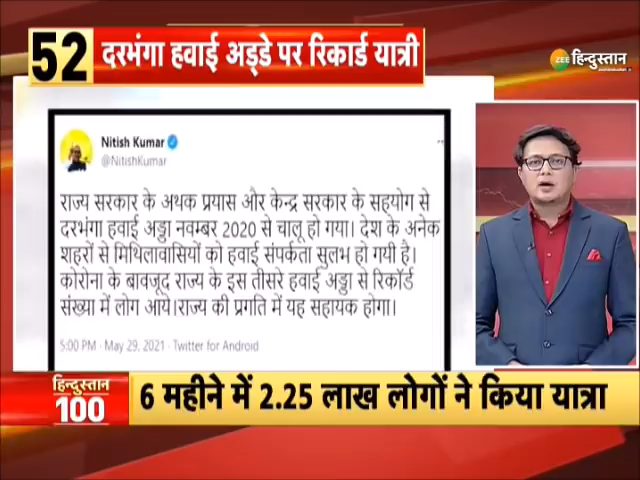 52
दरभंगा हवाई अड्डे पर रिकार्ड यात्री
ZEE हिन्दुस्तान
Nitish Kumar
@NitishKumar
राज्य सरकार के अथक प्रयास और केन्द्र सरकार के सहयोग से
दरभंगा हवाई अड्डा नवम्बर 2020 से चालू हो गया। देश के अनेक
शहरों से मिथिलावासियों को हवाई संपर्कता सुलभ हो गयी है।
कोरोना के बावजूद राज्य के इस तीसरे हवाई अड्डा से रिकॉर्ड
संख्या में लोग आये।राज्य की प्रगति में यह सहायक होगा।
5:00 PM · May 29, 2021 · Twitter for Android
हिन्दुस्तान
100
6 महीने में 2.25 लाख लोगों ने किया यात्रा